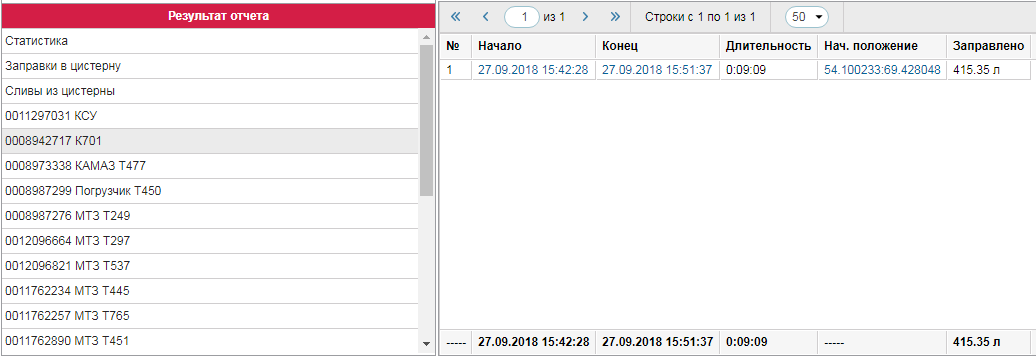 Результат отчета
Статистика
Заправки в цистерну
Сливы из цистерны
0011297031 КСУ
0008942717 К701
0008973338 КАМАЗ Т477
0008987299 Погрузчик Т450
0008987276 МТЗ Т249
0012096664 МТЗ Т297
0012096821 МТЗ Т537
0011762234 МТЗ Т445
0011762257 МТЗ Т765
0011762890 МТЗ Т451
1 из 1 Строки с 1 по 1 из 1 50
№ Начало Конец Длительность Нач. положение Заправлено
1 27.09.2018 15:42:28 27.09.2018 15:51:37 0:09:09 54.100233:69.428048 415.35 л
----- 27.09.2018 15:42:28 27.09.2018 15:51:37 0:09:09 ----- 415.35 л